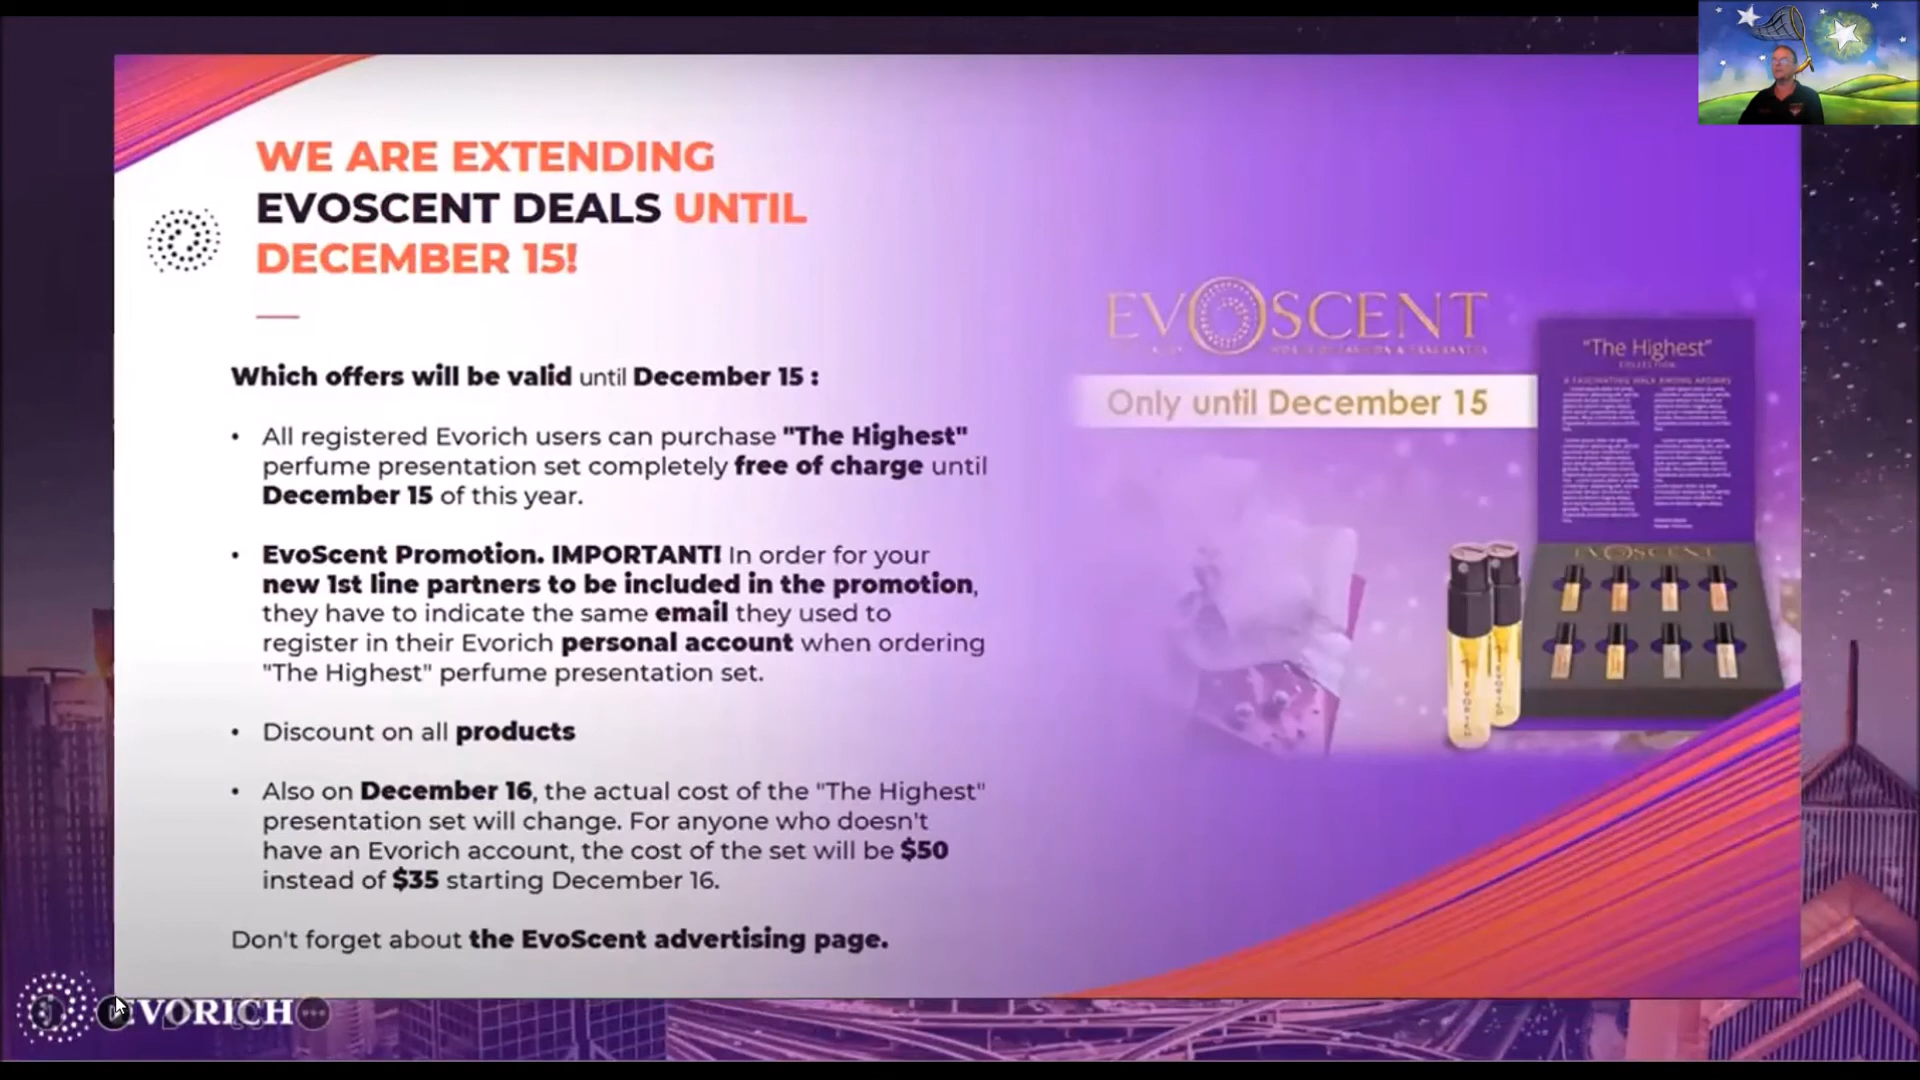 WE ARE EXTENDING
EVOSCENT DEALS UNTIL
DECEMBER 15!
Which offers will be valid until December 15 :
• All registered Evorich users can purchase "The Highest"
perfume presentation set completely free of charge until
December 15 of this year.
• EvoScent Promotion. IMPORTANT! In order for your
new 1st line partners to be included in the promotion,
they have to indicate the same email they used to
register in their Evorich personal account when ordering
"The Highest" perfume presentation set.
• Discount on all products
• Also on December 16, the actual cost of the "The Highest"
presentation set will change. For anyone who doesn't
have an Evorich account, the cost of the set will be $50
instead of $35 starting December 16.
Don't forget about the EvoScent advertising page.
EVOSCENT
Only until December 15
"The Highest"
COLLECTION
A FASCINATING WALK AMONG AROMAS
EVOSCENT
EVORICH